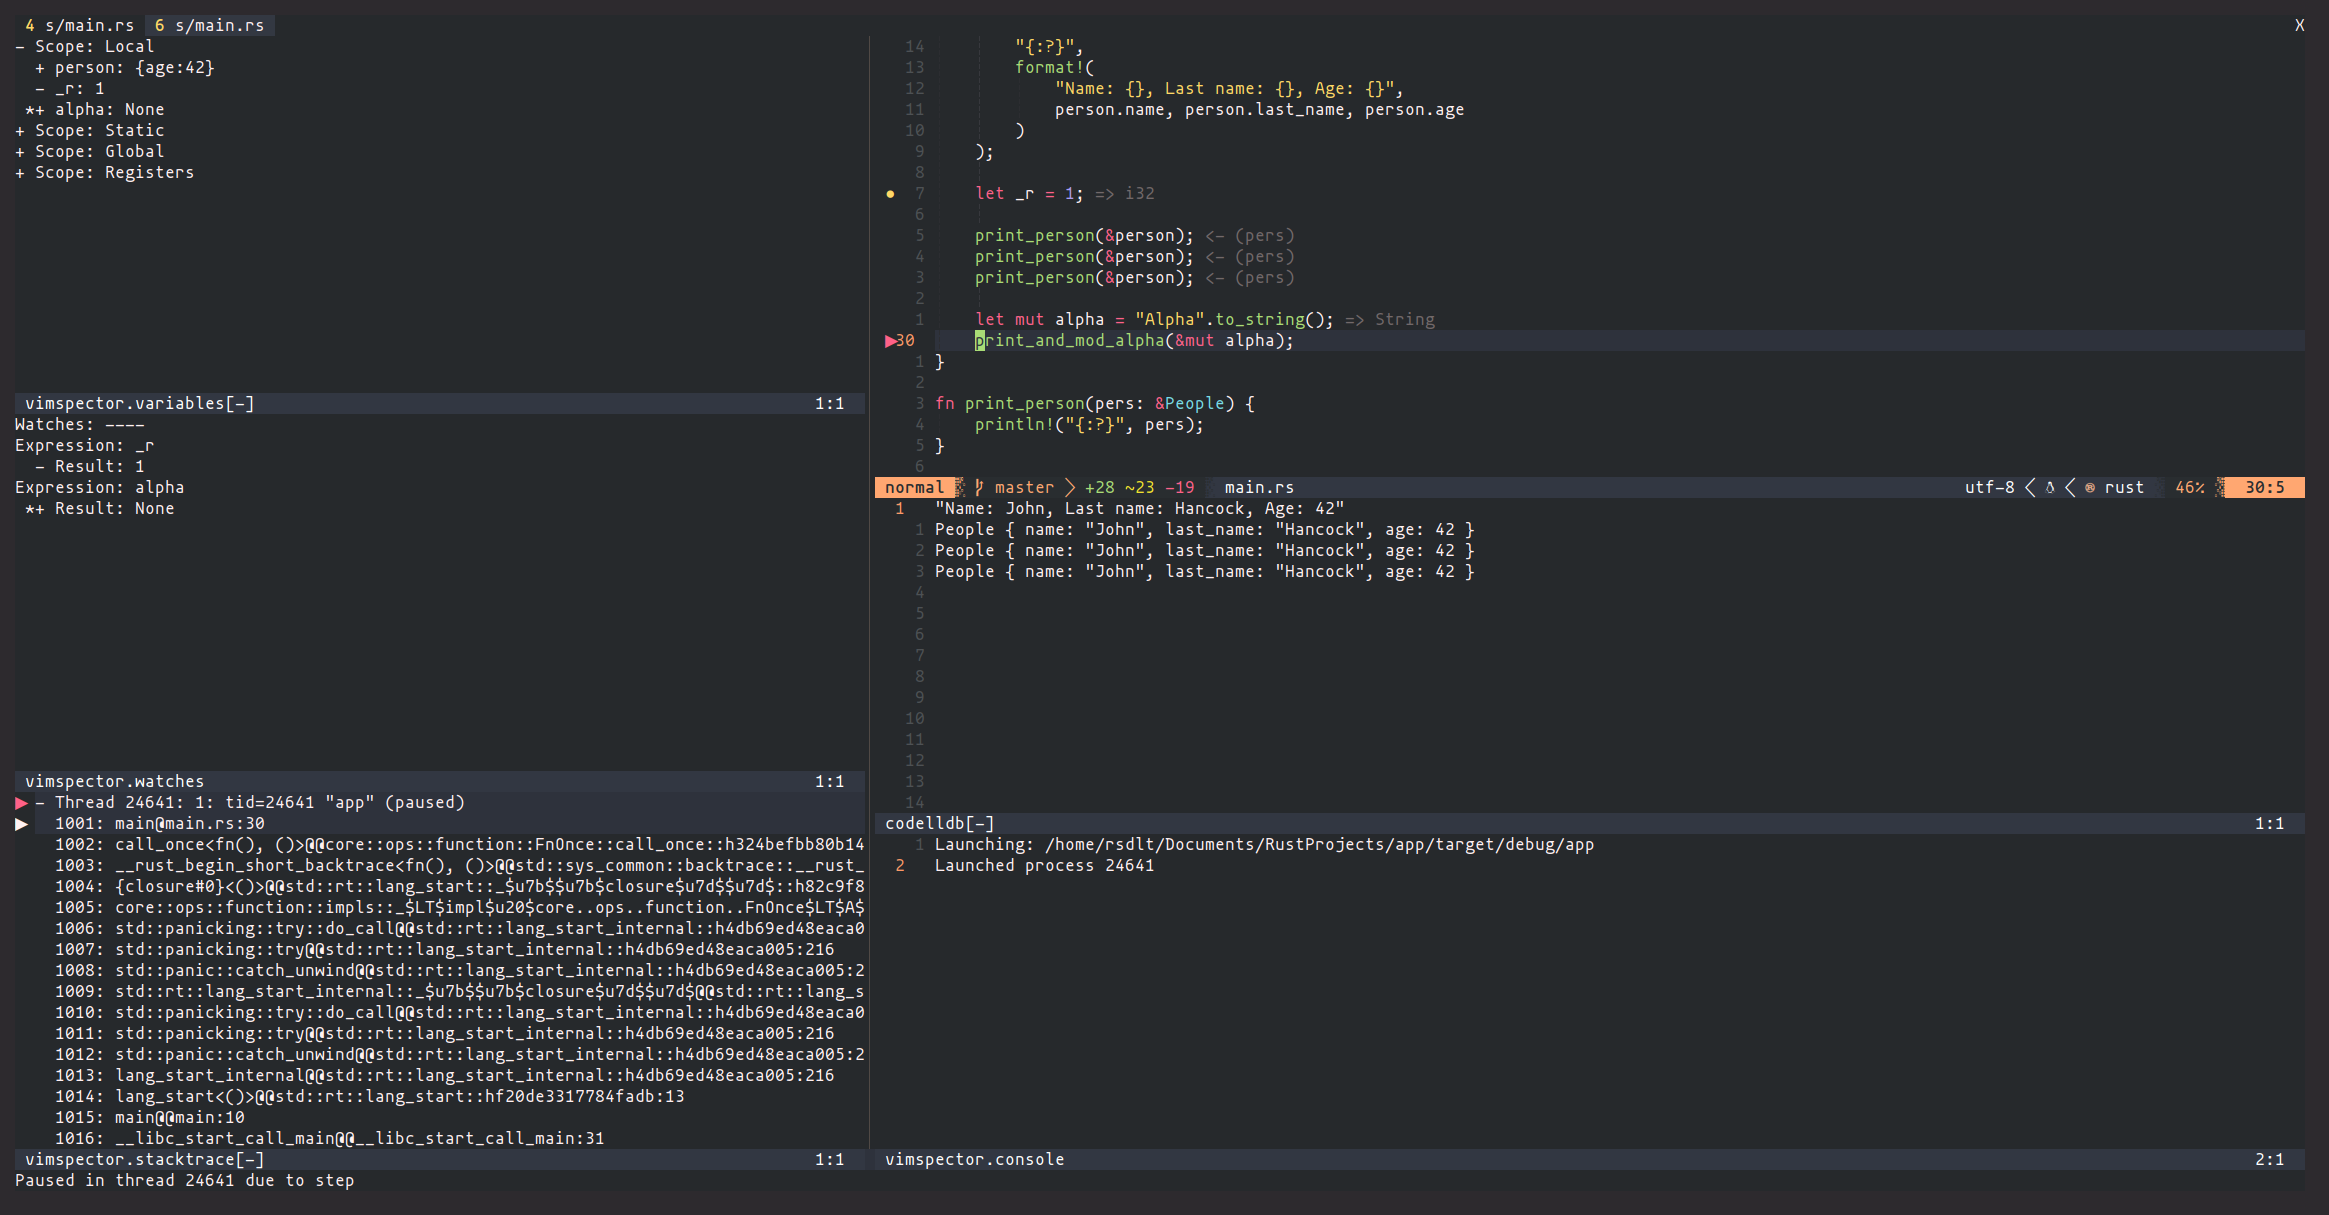 4 s/main.rs  6 s/main.rs  X
- Scope: Local
  + person: {age:42}
  - _r: 1
 *+ alpha: None
+ Scope: Static
+ Scope: Global
+ Scope: Registers
vimspector.variables[-]  1:1
Watches: ----
Expression: _r
  - Result: 1
Expression: alpha
 *+ Result: None
vimspector.watches  1:1
▶ - Thread 24641: 1: tid=24641 "app" (paused)
▶   1001: main@main.rs:30
    1002: call_once<fn(), ()>@@core::ops::function::FnOnce::call_once::h324befbb80b14
    1003: __rust_begin_short_backtrace<fn(), ()>@@std::sys_common::backtrace::__rust_
    1004: {closure#0}<()>@@std::rt::lang_start::_$u7b$$u7b$closure$u7d$$u7d$::h82c9f8
    1005: core::ops::function::impls::_$LT$impl$u20$core..ops..function..FnOnce$LT$A$
    1006: std::panicking::try::do_call@@std::rt::lang_start_internal::h4db69ed48eaca0
    1007: std::panicking::try@@std::rt::lang_start_internal::h4db69ed48eaca005:216
    1008: std::panic::catch_unwind@@std::rt::lang_start_internal::h4db69ed48eaca005:2
    1009: std::rt::lang_start_internal::_$u7b$$u7b$closure$u7d$$u7d$@@std::rt::lang_s
    1010: std::panicking::try::do_call@@std::rt::lang_start_internal::h4db69ed48eaca0
    1011: std::panicking::try@@std::rt::lang_start_internal::h4db69ed48eaca005:216
    1012: std::panic::catch_unwind@@std::rt::lang_start_internal::h4db69ed48eaca005:2
    1013: lang_start_internal@@std::rt::lang_start_internal::h4db69ed48eaca005:216
    1014: lang_start<()>@@std::rt::lang_start::hf20de3317784fadb:13
    1015: main@@main:10
    1016: __libc_start_call_main@@__libc_start_call_main:31
vimspector.stacktrace[-]  1:1
Paused in thread 24641 due to step
14         "{:?}",
13         format!(
12             "Name: {}, Last name: {}, Age: {}",
11             person.name, person.last_name, person.age
10         )
9     );
8
● 7     let _r = 1; => i32
6
5     print_person(&person); <- (pers)
4     print_person(&person); <- (pers)
3     print_person(&person); <- (pers)
2
1     let mut alpha = "Alpha".to_string(); => String
▶30     print_and_mod_alpha(&mut alpha);
1 }
2
3 fn print_person(pers: &People) {
4     println!("{:?}", pers);
5 }
6
normal  master  +28 ~23 -19  main.rs  utf-8  rust  46%  30:5
1   "Name: John, Last name: Hancock, Age: 42"
1 People { name: "John", last_name: "Hancock", age: 42 }
2 People { name: "John", last_name: "Hancock", age: 42 }
3 People { name: "John", last_name: "Hancock", age: 42 }
4
5
6
7
8
9
10
11
12
13
14
codelldb[-]  1:1
1 Launching: /home/rsdlt/Documents/RustProjects/app/target/debug/app
2   Launched process 24641
vimspector.console  2:1